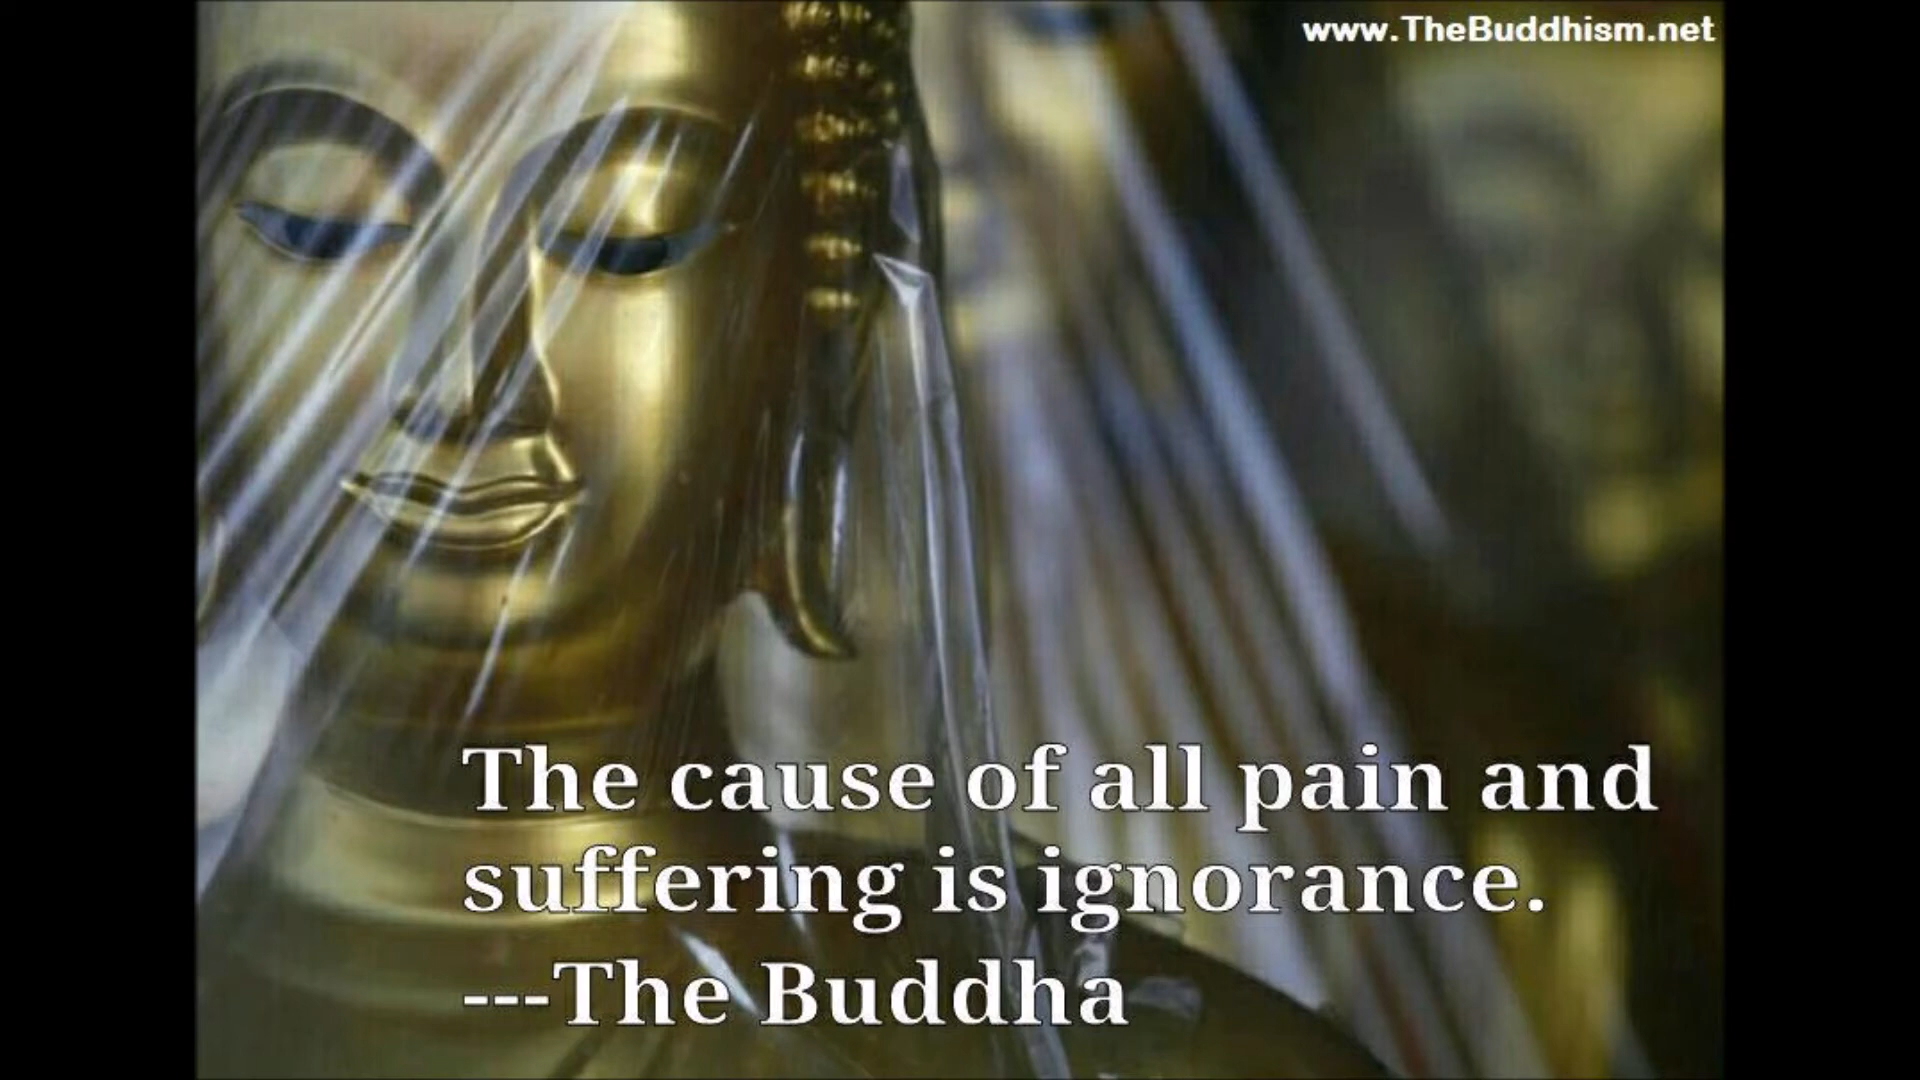 www.TheBuddhism.net
The cause of all pain and
suffering is ignorance.
---The Buddha